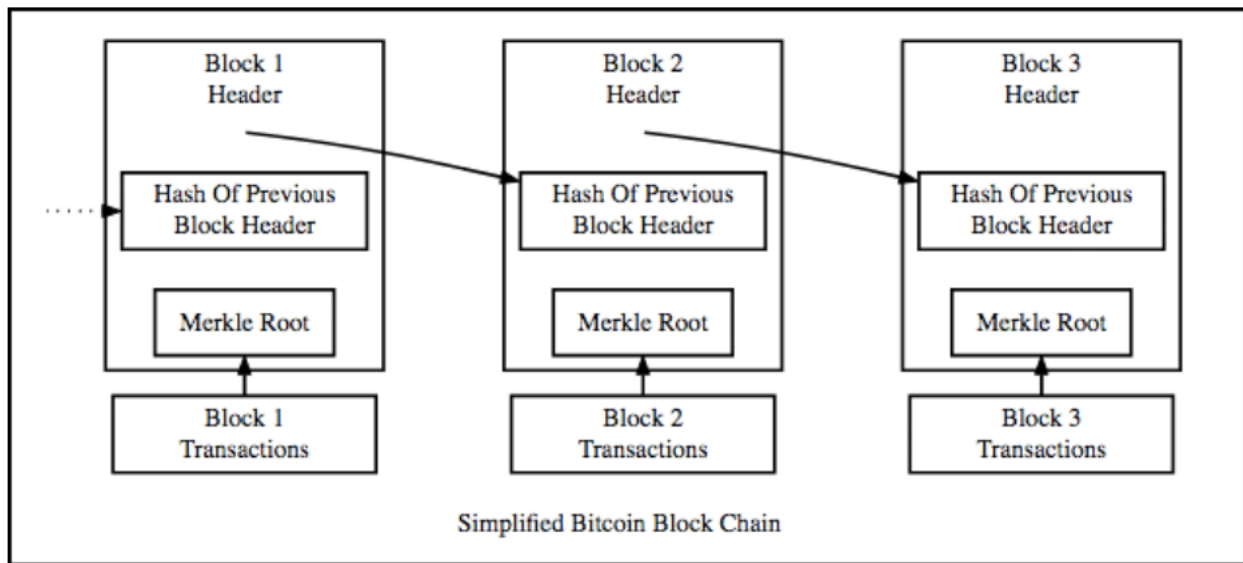 Block 1
Header
Hash Of Previous
Block Header
Merkle Root
Block 1
Transactions
Block 2
Header
Hash Of Previous
Block Header
Merkle Root
Block 2
Transactions
Block 3
Header
Hash Of Previous
Block Header
Merkle Root
Block 3
Transactions
Simplified Bitcoin Block Chain